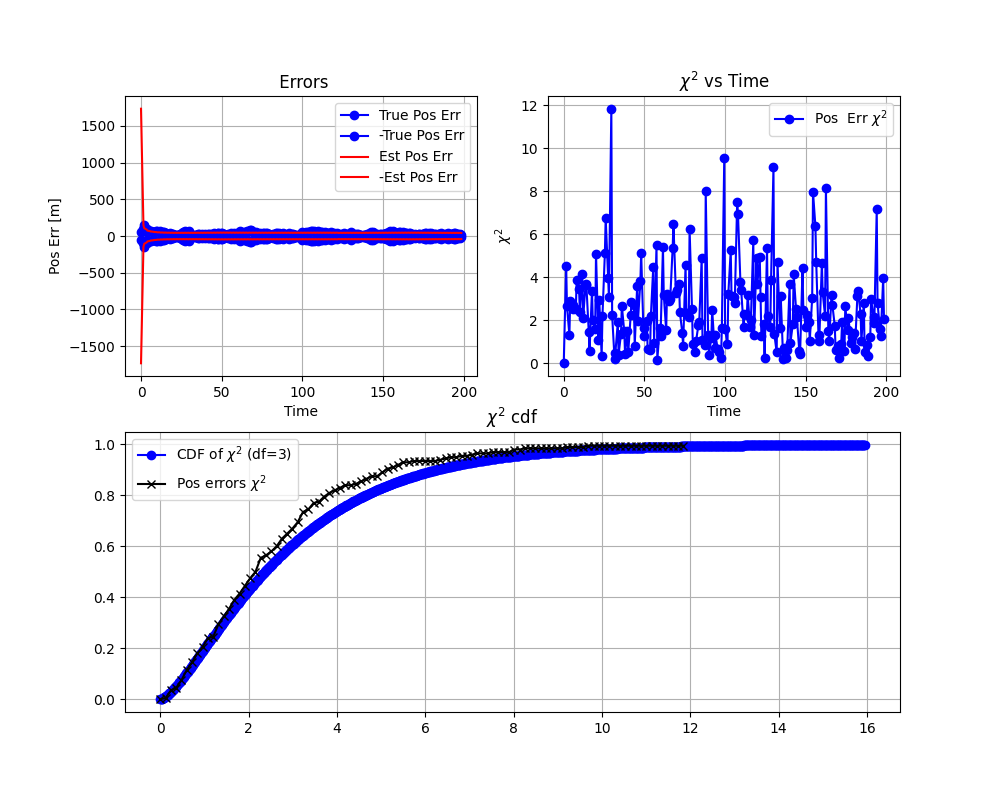 Errors
1500
1000
500
0
−500
−1000
−1500
Pos Err [m]
0 50 100 150 200
Time
True Pos Err
-True Pos Err
Est Pos Err
-Est Pos Err
χ² vs Time
12
10
8
6
4
2
0
χ²
0 50 100 150 200
Time
Pos Err χ²
χ² cdf
1.0
0.8
0.6
0.4
0.2
0.0
0 2 4 6 8 10 12 14 16
CDF of χ² (df=3)
Pos errors χ²